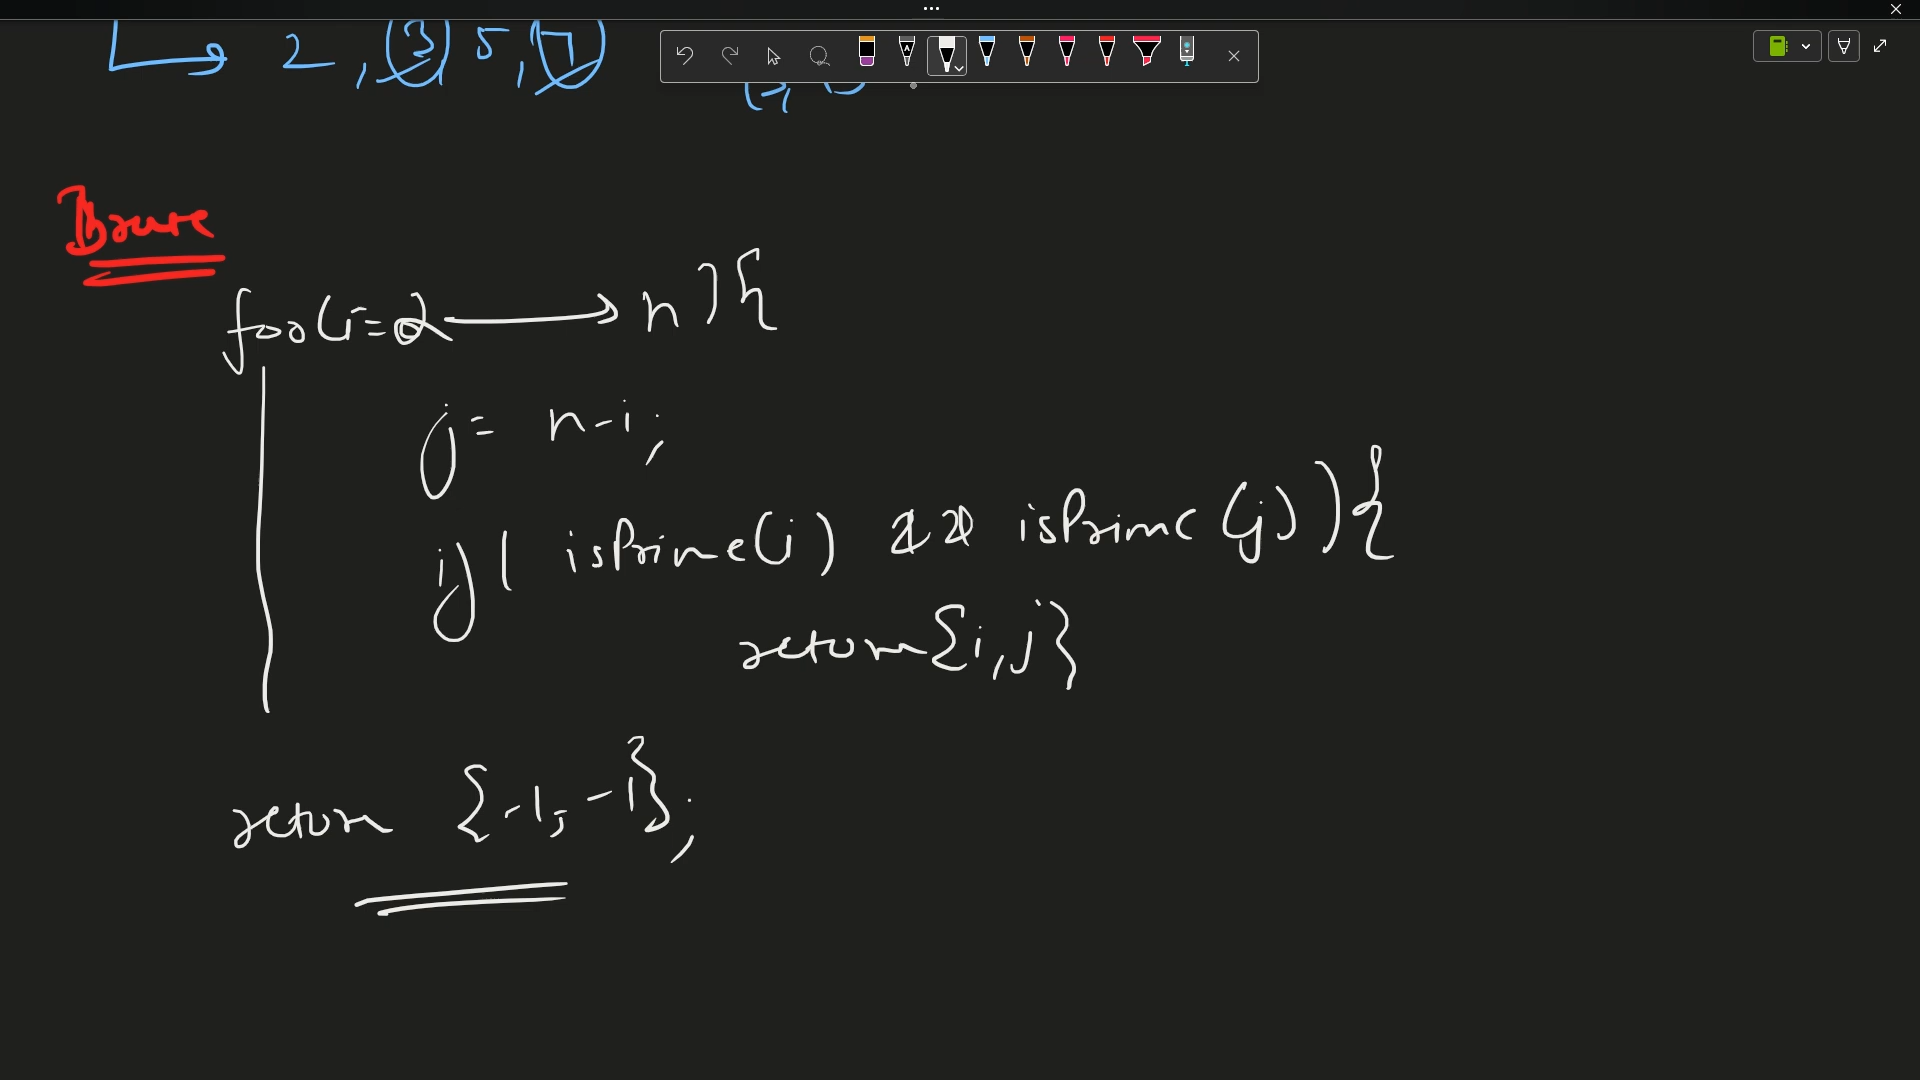 2, 3, 5, 7
Brute
for(i=2 → n){
j= n-i;
if( isPrime(i) && isPrime(j)){
return{i,j}
return {-1, -1};